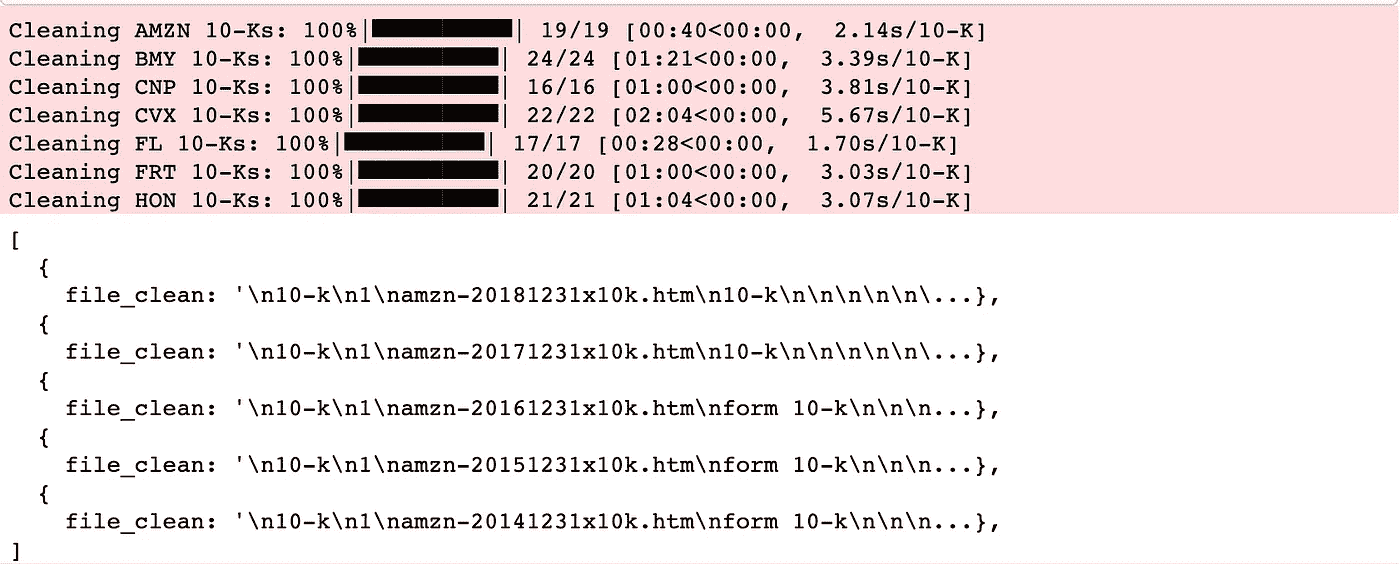 Cleaning AMZN 10-Ks: 100%|██████████| 19/19 [00:40<00:00,  2.14s/10-K]
Cleaning BMY 10-Ks: 100%|██████████| 24/24 [01:21<00:00,  3.39s/10-K]
Cleaning CNP 10-Ks: 100%|██████████| 16/16 [01:00<00:00,  3.81s/10-K]
Cleaning CVX 10-Ks: 100%|██████████| 22/22 [02:04<00:00,  5.67s/10-K]
Cleaning FL 10-Ks: 100%|██████████| 17/17 [00:28<00:00,  1.70s/10-K]
Cleaning FRT 10-Ks: 100%|██████████| 20/20 [01:00<00:00,  3.03s/10-K]
Cleaning HON 10-Ks: 100%|██████████| 21/21 [01:04<00:00,  3.07s/10-K]
[
  {
    file_clean: '\n10-k\n1\namzn-20181231x10k.htm\n10-k\n\n\n\n\n\...},
  {
    file_clean: '\n10-k\n1\namzn-20171231x10k.htm\n10-k\n\n\n\n\n\...},
  {
    file_clean: '\n10-k\n1\namzn-20161231x10k.htm\nform 10-k\n\n\n...},
  {
    file_clean: '\n10-k\n1\namzn-20151231x10k.htm\nform 10-k\n\n\n...},
  {
    file_clean: '\n10-k\n1\namzn-20141231x10k.htm\nform 10-k\n\n\n...},
]